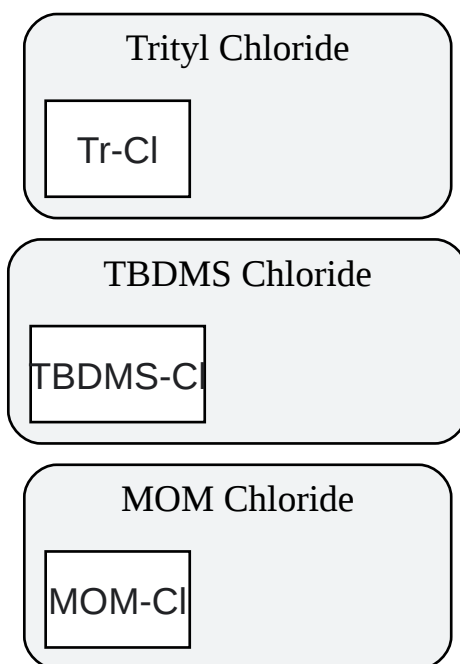 Trityl Chloride
Tr-Cl
TBDMS Chloride
TBDMS-Cl
MOM Chloride
MOM-Cl